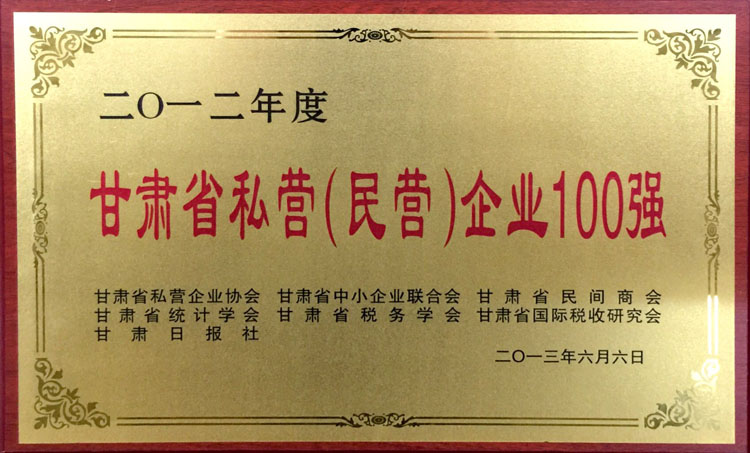 二〇一二年度
甘肃省私营(民营)企业100强
甘肃省私营企业协会 甘肃省中小企业联合会 甘肃省民间商会
甘肃省统计学会 甘肃省税务学会 甘肃省国际税收研究会
甘肃日报社
二〇一三年六月六日